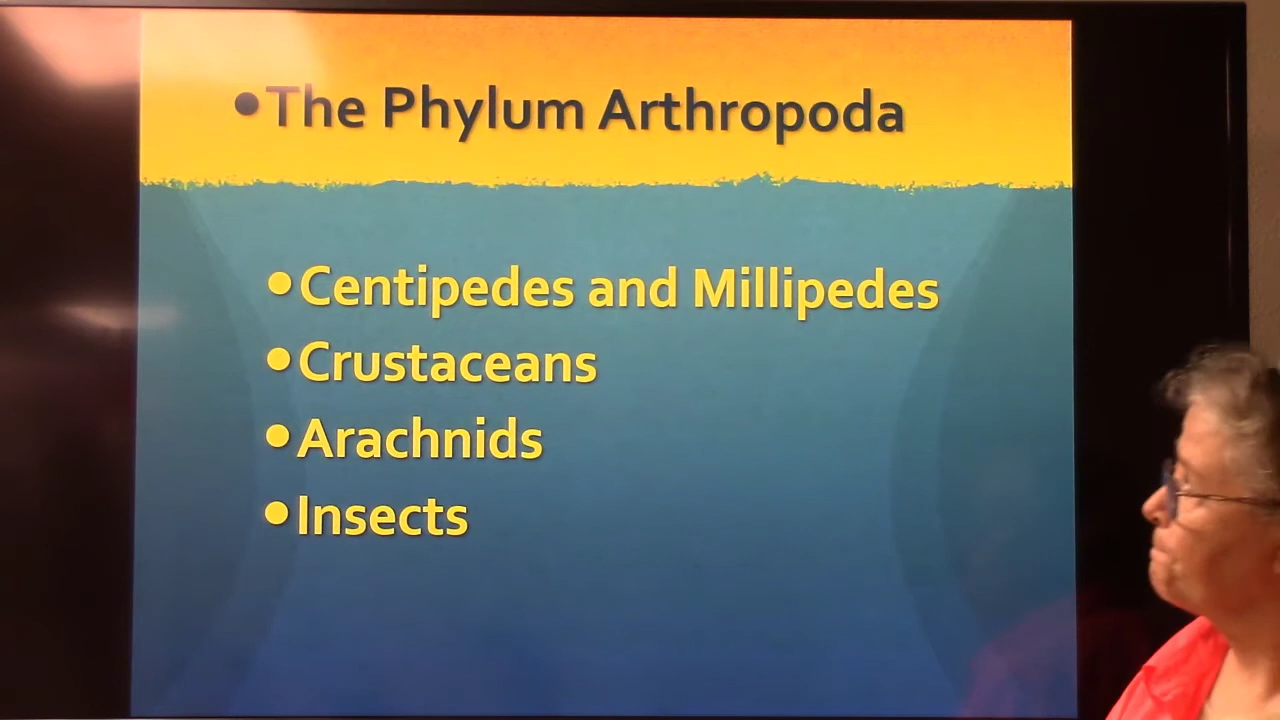 •The Phylum Arthropoda
•Centipedes and Millipedes
•Crustaceans
•Arachnids
•Insects